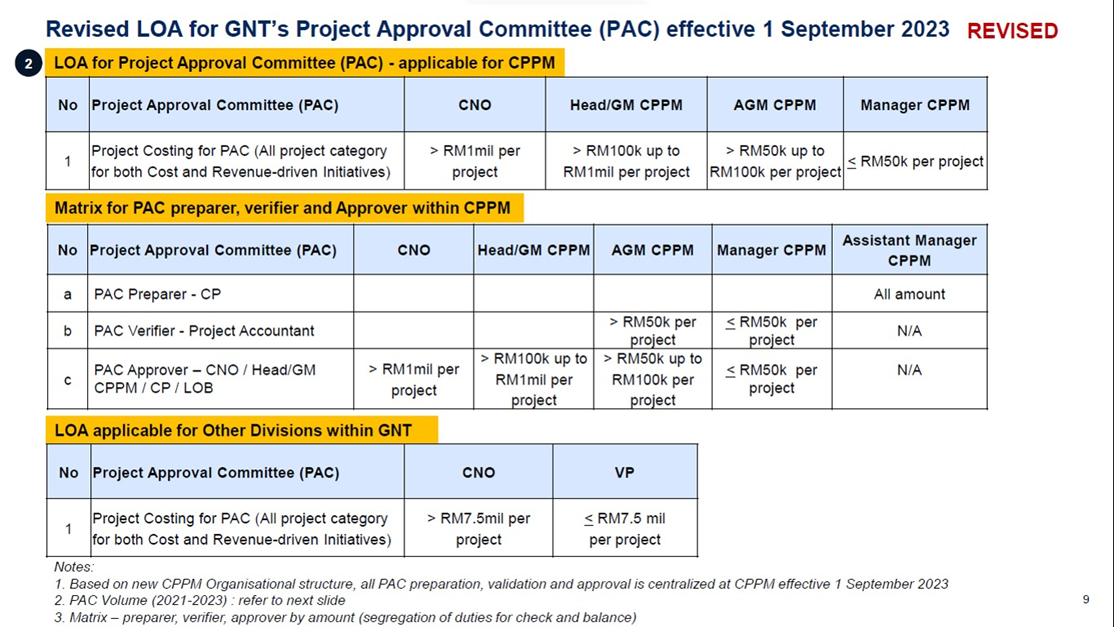 Revised LOA for GNT's Project Approval Committee (PAC) effective 1 September 2023 REVISED
2 LOA for Project Approval Committee (PAC) - applicable for CPPM
No Project Approval Committee (PAC) CNO Head/GM CPPM AGM CPPM Manager CPPM
1 Project Costing for PAC (All project category for both Cost and Revenue-driven Initiatives) > RM1mil per project > RM100k up to RM1mil per project > RM50k up to RM100k per project < RM50k per project
Matrix for PAC preparer, verifier and Approver within CPPM
No Project Approval Committee (PAC) CNO Head/GM CPPM AGM CPPM Manager CPPM Assistant Manager CPPM
a PAC Preparer - CP All amount
b PAC Verifier - Project Accountant > RM50k per project < RM50k per project N/A
c PAC Approver – CNO / Head/GM CPPM / CP / LOB > RM1mil per project > RM100k up to RM1mil per project > RM50k up to RM100k per project < RM50k per project N/A
LOA applicable for Other Divisions within GNT
No Project Approval Committee (PAC) CNO VP
1 Project Costing for PAC (All project category for both Cost and Revenue-driven Initiatives) > RM7.5mil per project < RM7.5 mil per project
Notes:
1. Based on new CPPM Organisational structure, all PAC preparation, validation and approval is centralized at CPPM effective 1 September 2023
2. PAC Volume (2021-2023) : refer to next slide
3. Matrix – preparer, verifier, approver by amount (segregation of duties for check and balance)
9